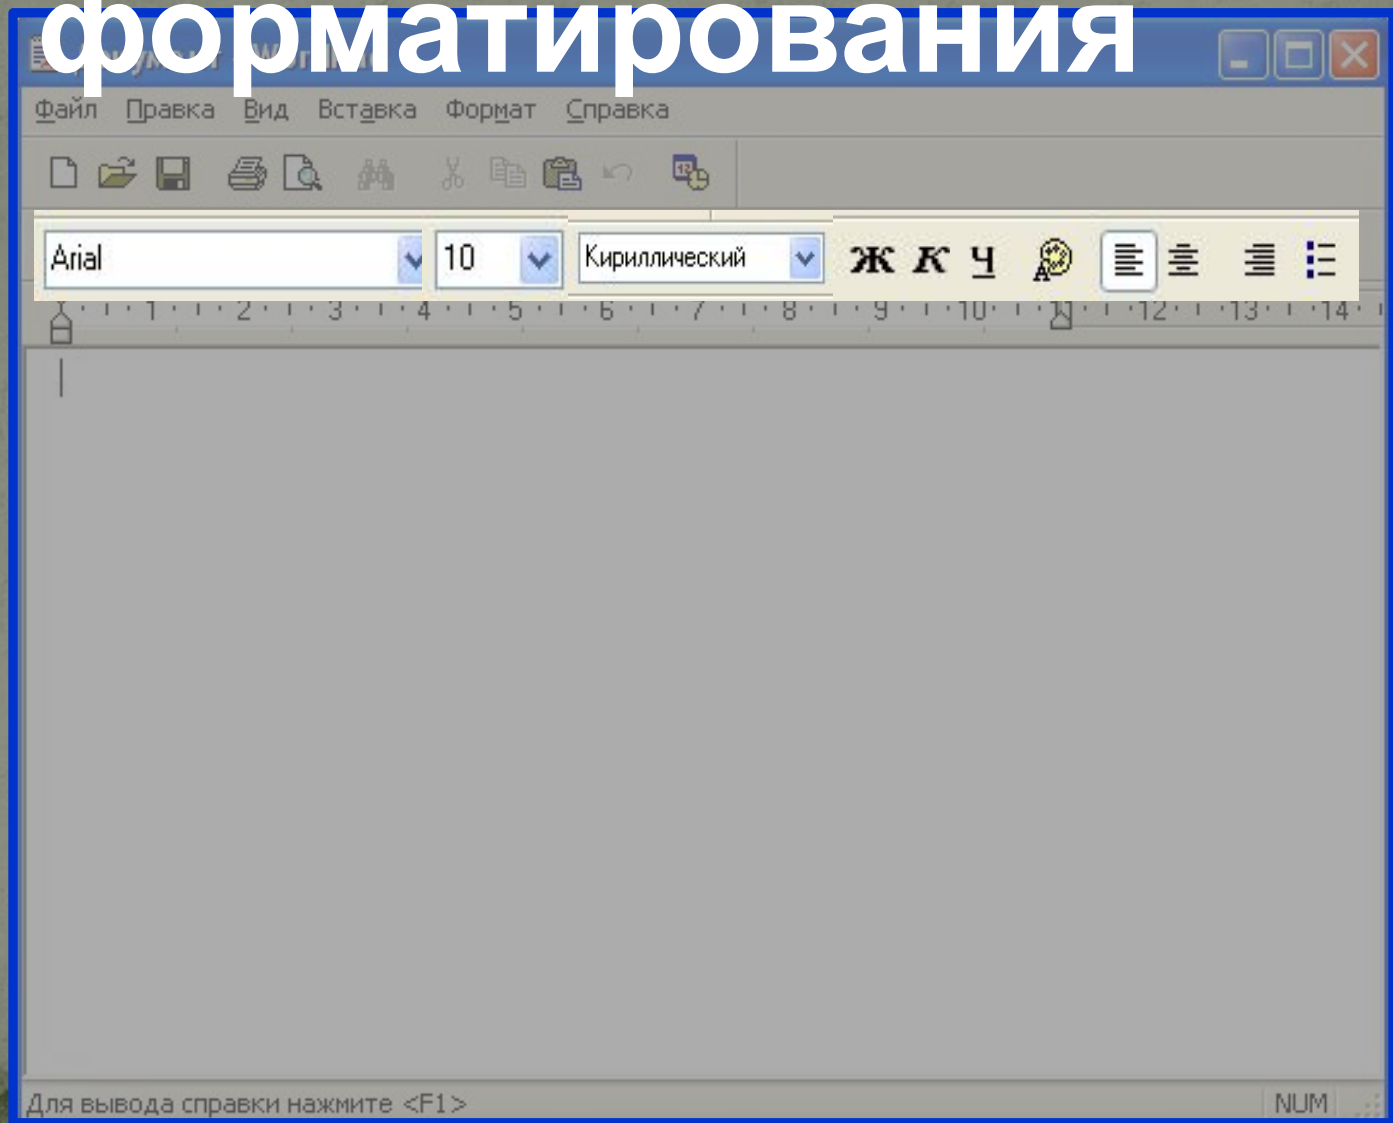 форматирования
Файл Правка Вид Вставка Формат Справка
Arial 10 Кириллический Ж К Ч
1 2 3 4 5 6 7 8 9 10 12 13 14
Для вывода справки нажмите <F1> NUM